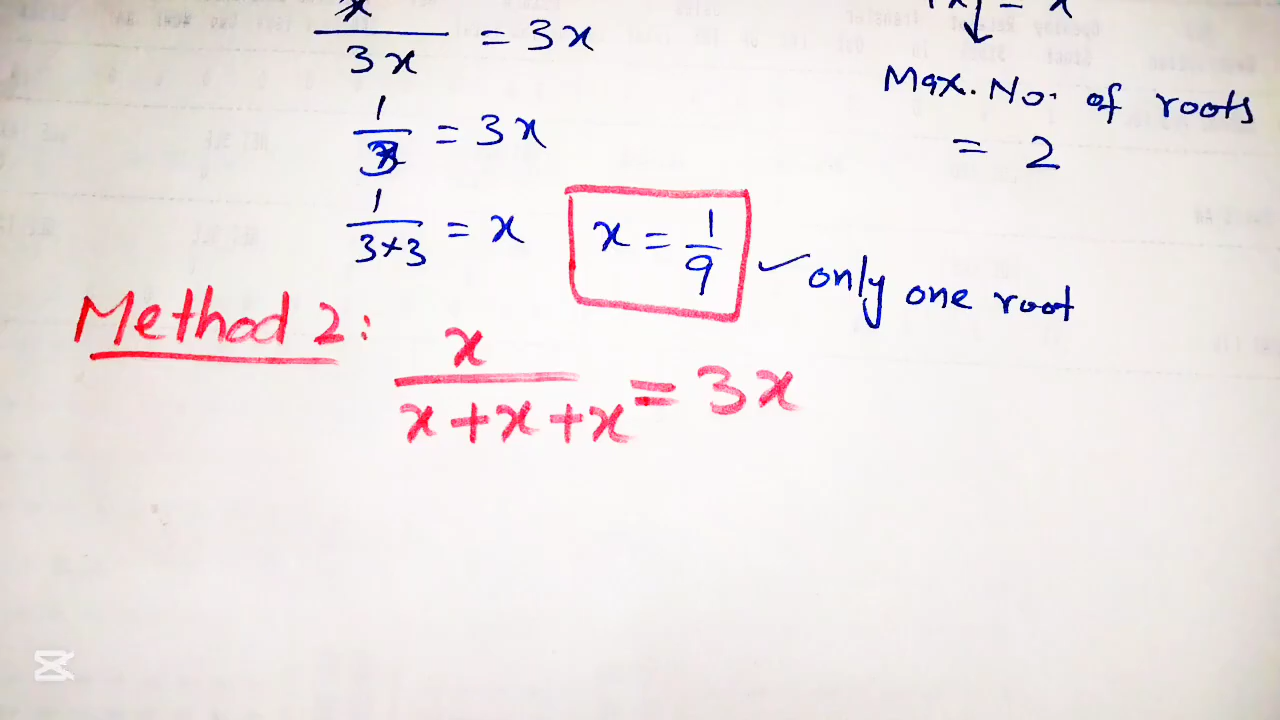 x/3x = 3x
1/3 = 3x
1/3×3 = x
x = 1/9 ✓ only one root
Max. No. of roots
= 2
Method 2:
x/x+x+x = 3x